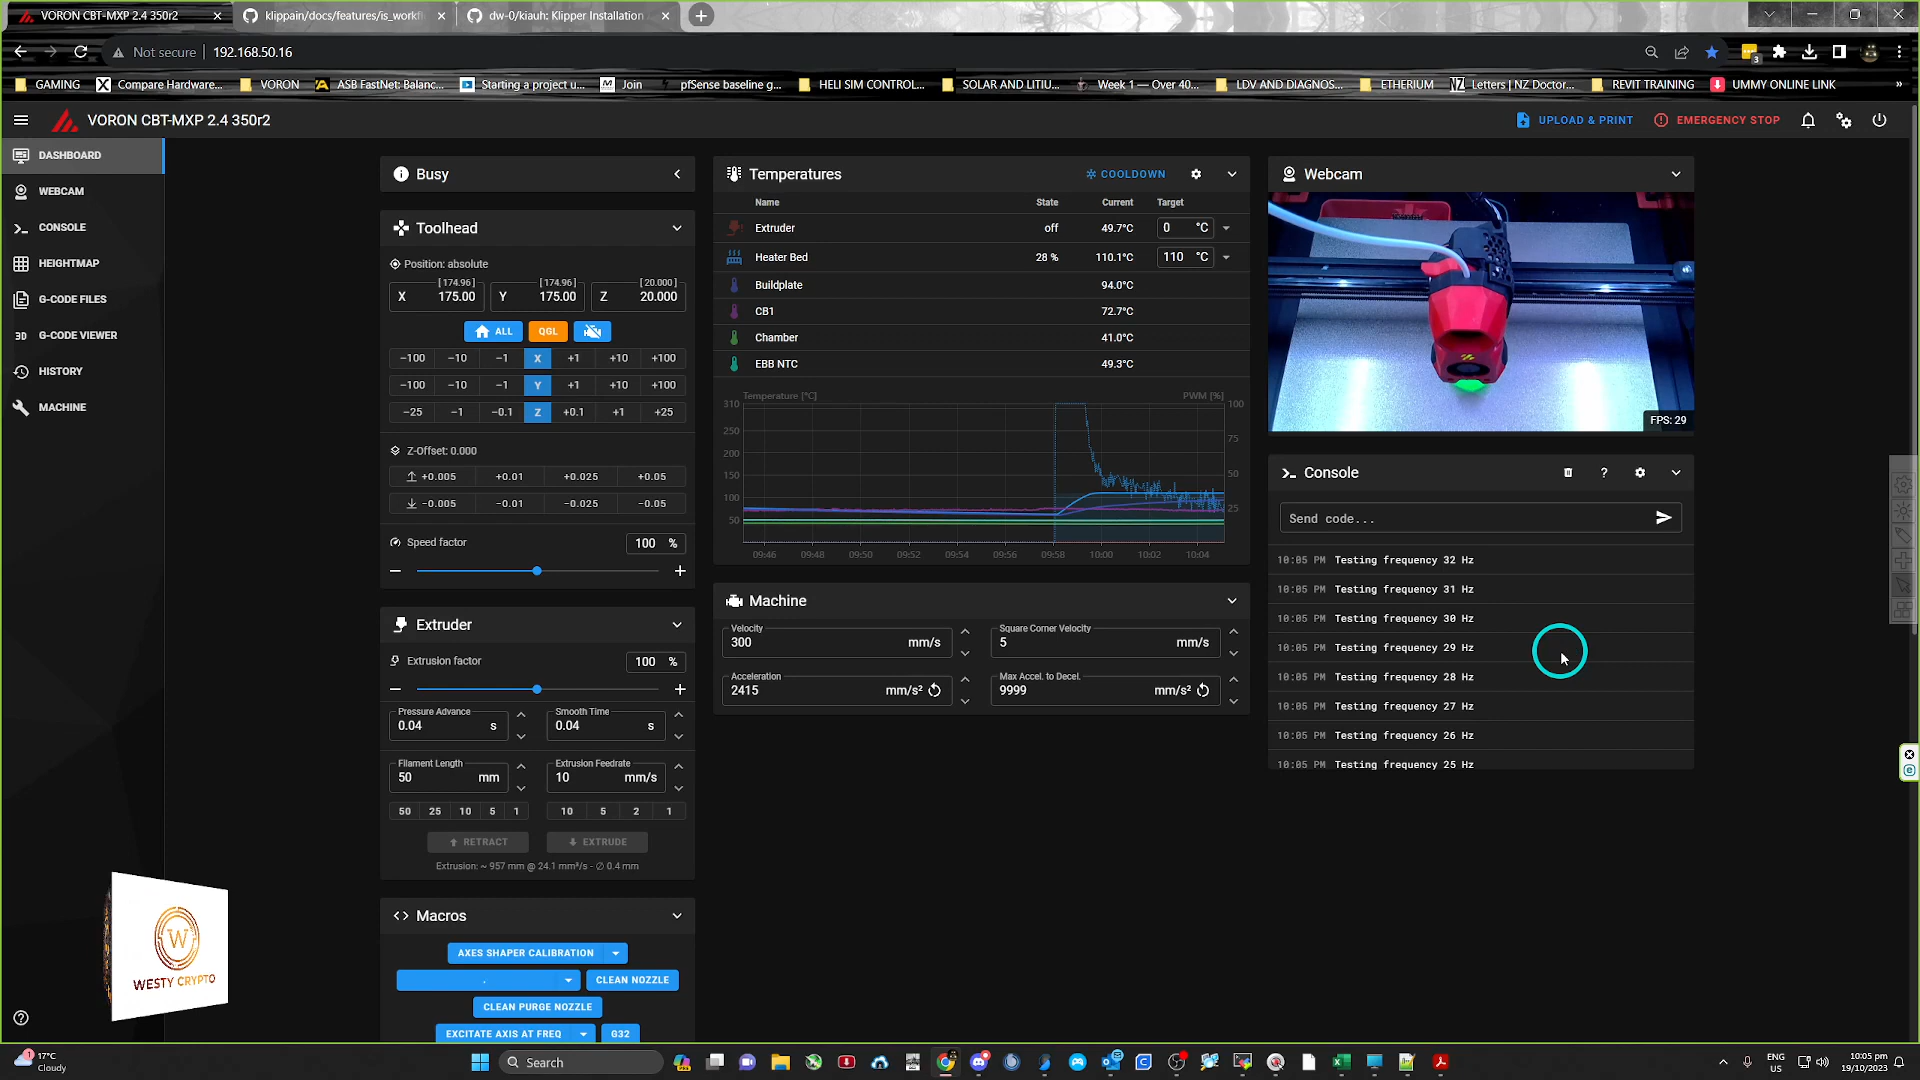 VORON CBT-MXP 2.4 350r2
klippain/docs/features/is_workfl
dw-0/kiauh: Klipper Installation
Not secure
192.168.50.16
GAMING
Compare Hardware...
VORON
ASB FastNet: Balanc...
Starting a project u...
Join
pfSense baseline g...
HELI SIM CONTROL...
SOLAR AND LITIU...
Week 1 — Over 40...
LDV AND DIAGNOS...
ETHERIUM
Letters | NZ Doctor...
REVIT TRAINING
UMMY ONLINE LINK
VORON CBT-MXP 2.4 350r2
UPLOAD & PRINT
EMERGENCY STOP
DASHBOARD
WEBCAM
CONSOLE
HEIGHTMAP
G-CODE FILES
3D G-CODE VIEWER
HISTORY
MACHINE
Busy
Toolhead
Position: absolute
[174.96] [174.96] [20.000]
X 175.00 Y 175.00 Z 20.000
ALL QGL
-100 -10 -1 X +1 +10 +100
-100 -10 -1 Y +1 +10 +100
-25 -1 -0.1 Z +0.1 +1 +25
Z-Offset: 0.000
+0.005 +0.01 +0.025 +0.05
-0.005 -0.01 -0.025 -0.05
Speed factor 100 %
Extruder
Extrusion factor 100 %
Pressure Advance Smooth Time
0.04 s 0.04 s
Filament Length Extrusion Feedrate
50 mm 10 mm/s
50 25 10 5 1 10 5 2 1
RETRACT EXTRUDE
Extrusion: ~ 957 mm @ 24.1 mm³/s - ∅ 0.4 mm
Macros
AXES SHAPER CALIBRATION
. CLEAN NOZZLE
CLEAN PURGE NOZZLE
EXCITATE AXIS AT FREQ G32
Temperatures COOLDOWN
Name State Current Target
Extruder off 49.7°C 0 °C
Heater Bed 28 % 110.1°C 110 °C
Buildplate 94.0°C
CB1 72.7°C
Chamber 41.0°C
EBB NTC 49.3°C
Temperature [°C] PWM [%]
310 100
250
75
200
150 50
100
25
50
09:46 09:48 09:50 09:52 09:54 09:56 09:58 10:00 10:02 10:04
Machine
Velocity Square Corner Velocity
300 mm/s 5 mm/s
Acceleration Max Accel. to Decel.
2415 mm/s² 9999 mm/s²
Webcam
FPS: 29
Console
Send code...
10:05 PM Testing frequency 32 Hz
10:05 PM Testing frequency 31 Hz
10:05 PM Testing frequency 30 Hz
10:05 PM Testing frequency 29 Hz
10:05 PM Testing frequency 28 Hz
10:05 PM Testing frequency 27 Hz
10:05 PM Testing frequency 26 Hz
10:05 PM Testing frequency 25 Hz
W
WESTY CRYPTO
17°C
Cloudy
Search
ENG
US
10:05 pm
19/10/2023